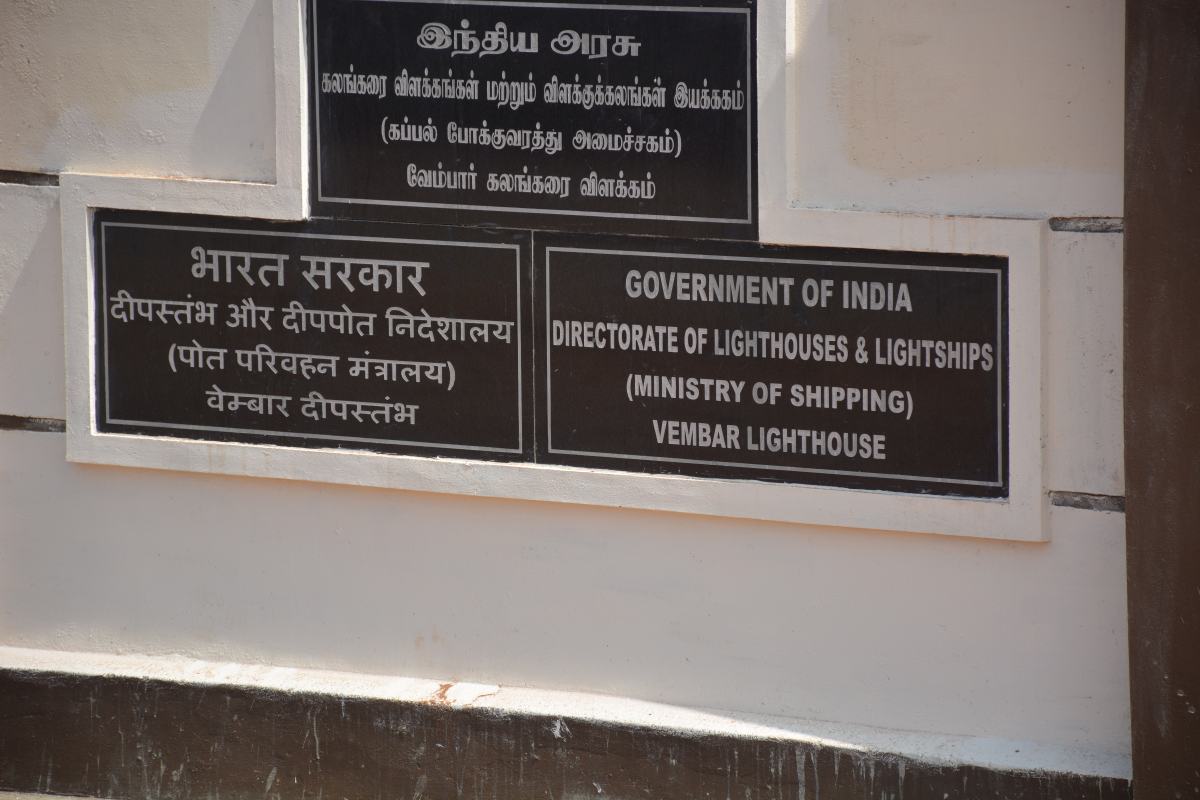 இந்திய அரசு
கலங்கரை விளக்கங்கள் மற்றும் விளக்குக்கலங்கள் இயக்ககம்
(கப்பல் போக்குவரத்து அமைச்சகம்)
வேம்பார் கலங்கரை விளக்கம்
भारत सरकार
दीपस्तंभ और दीपपोत निदेशालय
(पोत परिवहन मंत्रालय)
वेम्बार दीपस्तंभ
GOVERNMENT OF INDIA
DIRECTORATE OF LIGHTHOUSES & LIGHTSHIPS
(MINISTRY OF SHIPPING)
VEMBAR LIGHTHOUSE